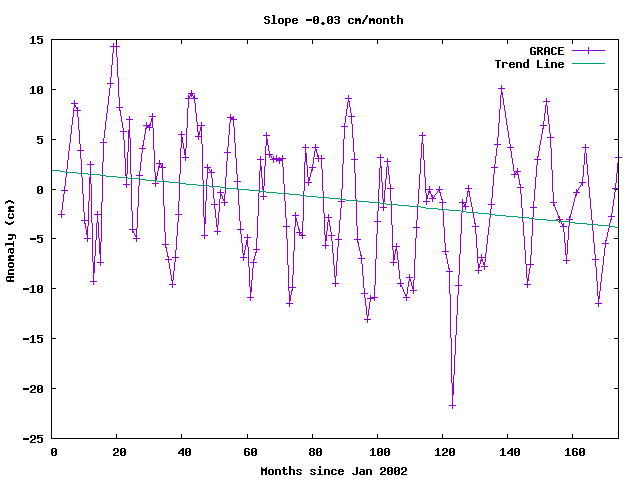 Slope -0.03 cm/month
GRACE
Trend Line
15
10
5
0
-5
-10
-15
-20
-25
Anomaly (cm)
0 20 40 60 80 100 120 140 160
Months since Jan 2002